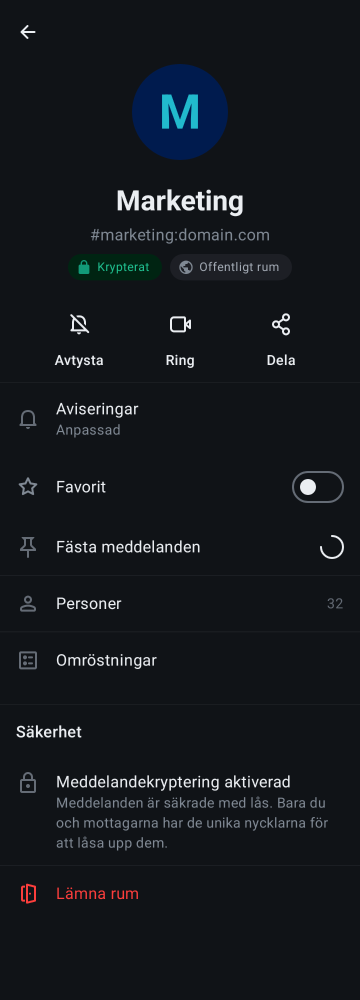 M
Marketing
#marketing:domain.com
Krypterat Offentligt rum
Avtysta Ring Dela
Aviseringar
Anpassad
Favorit
Fästa meddelanden
Personer 32
Omröstningar
Säkerhet
Meddelandekryptering aktiverad
Meddelanden är säkrade med lås. Bara du
och mottagarna har de unika nycklarna för
att låsa upp dem.
Lämna rum